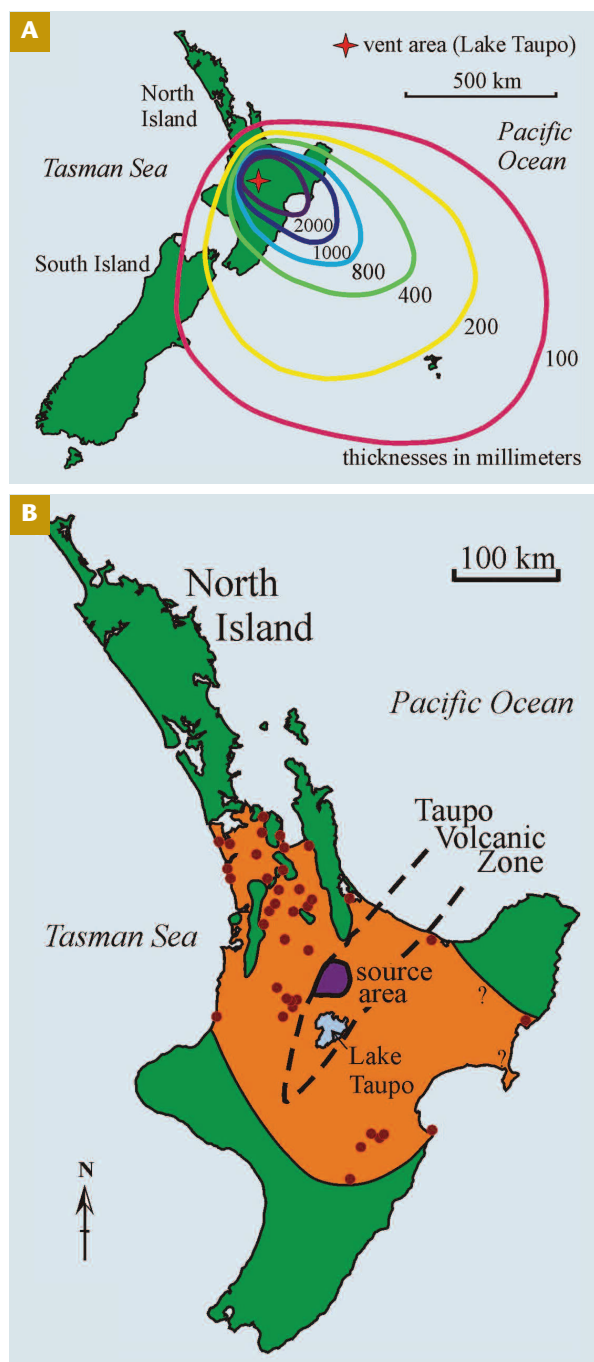 A
vent area (Lake Taupo)
500 km
North
Island
Pacific
Ocean
Tasman Sea
2000
South Island
1000
800
400
200
100
thicknesses in millimeters
B
100 km
North
Island
Pacific Ocean
Taupo
Volcanic
Zone
Tasman Sea
source
area
?
?
Lake
Taupo
N